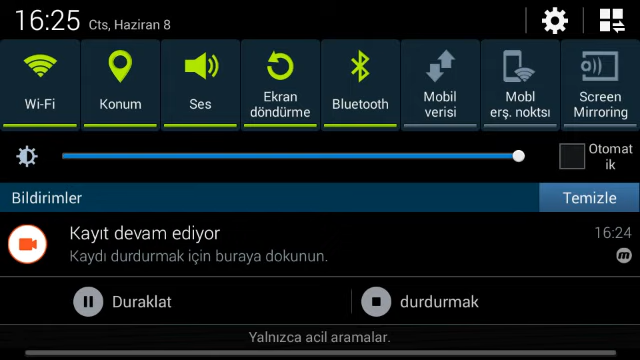 16:25 Cts, Haziran 8
Wi-Fi
Konum
Ses
Ekran
döndürme
Bluetooth
Mobil
verisi
Mobl
erş. noktsı
Screen
Mirroring
Otomat
ik
Bildirimler
Temizle
Kayıt devam ediyor
16:24
Kaydı durdurmak için buraya dokunun.
Duraklat
durdurmak
Yalnızca acil aramalar.